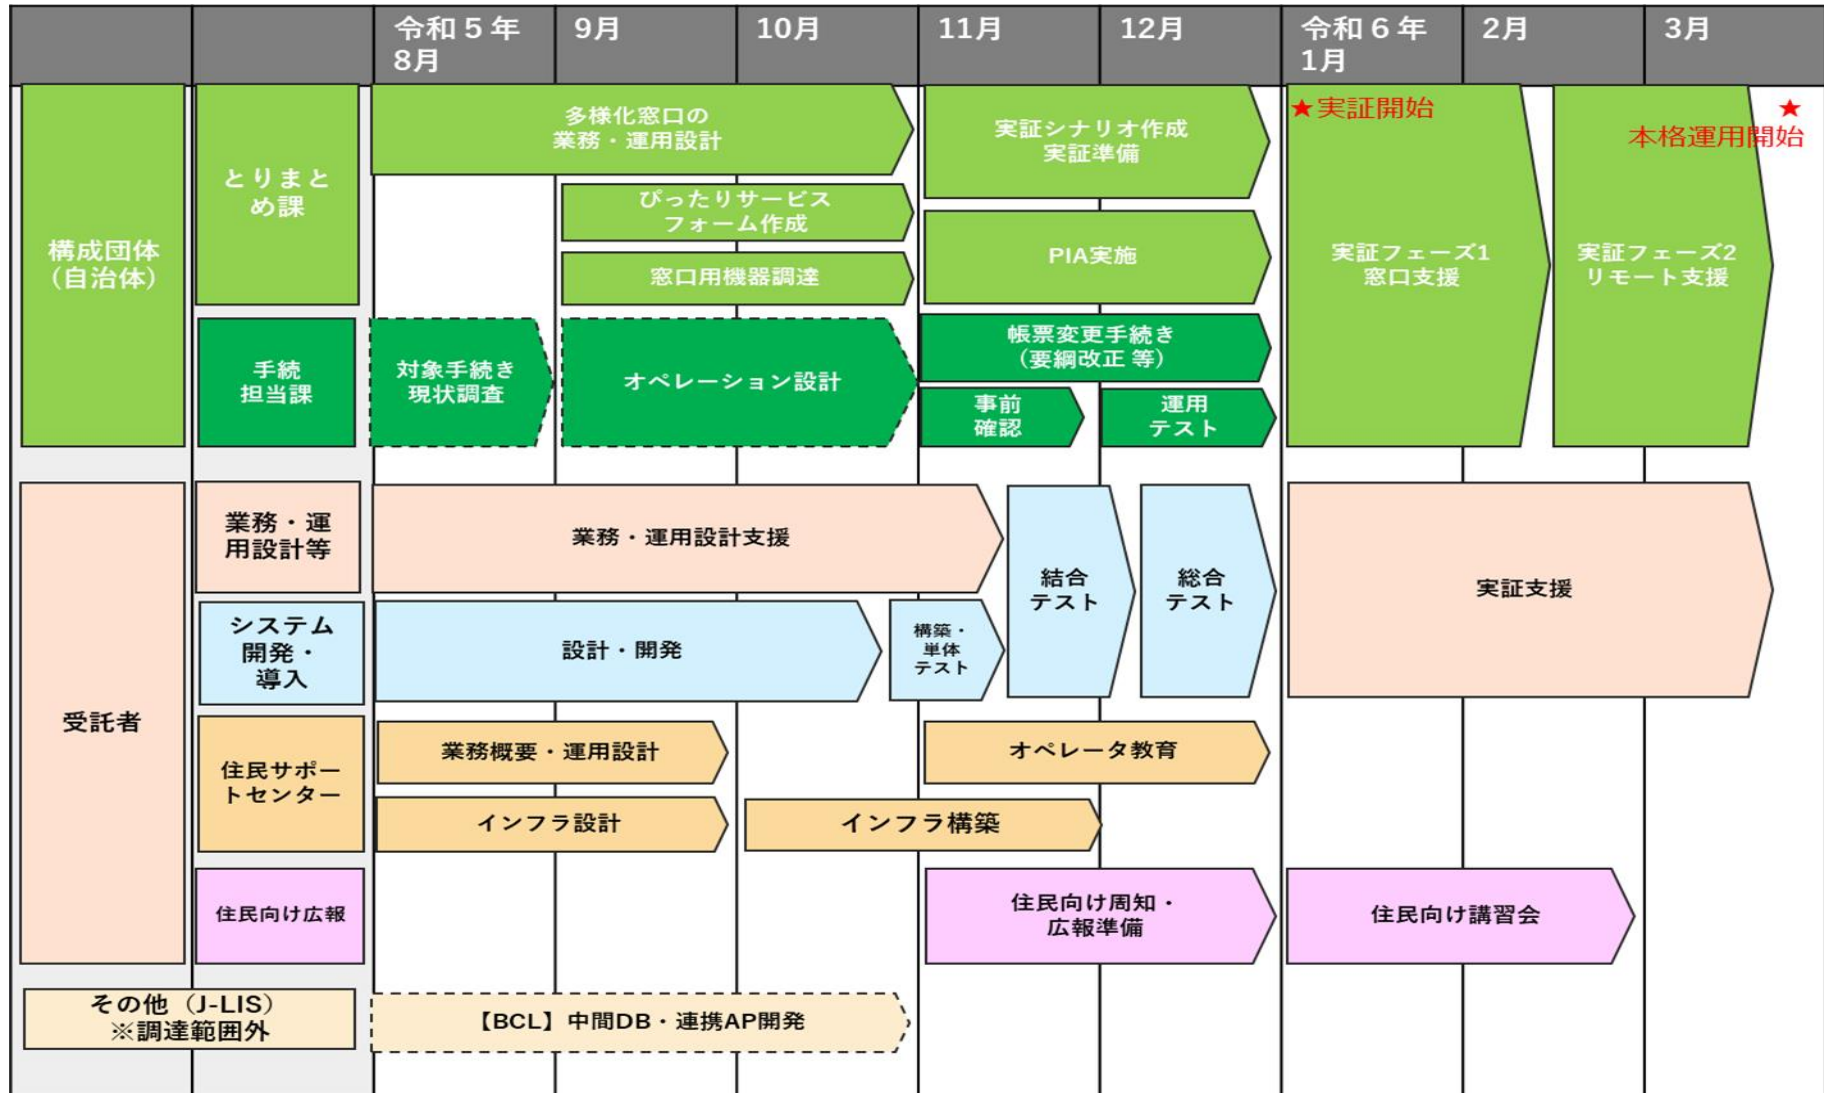 令和５年
8月
9月
10月
11月
12月
令和６年
1月
2月
3月
構成団体
（自治体）
とりまと
め課
多様化窓口の
業務・運用設計
ぴったりサービス
フォーム作成
窓口用機器調達
実証シナリオ作成
実証準備
PIA実施
★実証開始
実証フェーズ1
窓口支援
★
本格運用開始
実証フェーズ2
リモート支援
手続
担当課
対象手続き
現状調査
オペレーション設計
帳票変更手続き
（要綱改正 等）
事前
確認
運用
テスト
受託者
業務・運
用設計等
業務・運用設計支援
結合
テスト
総合
テスト
実証支援
システム
開発・
導入
設計・開発
構築・
単体
テスト
住民サポー
トセンター
業務概要・運用設計
オペレータ教育
インフラ設計
インフラ構築
住民向け広報
住民向け周知・
広報準備
住民向け講習会
その他（J-LIS）
※調達範囲外
【BCL】中間DB・連携AP開発